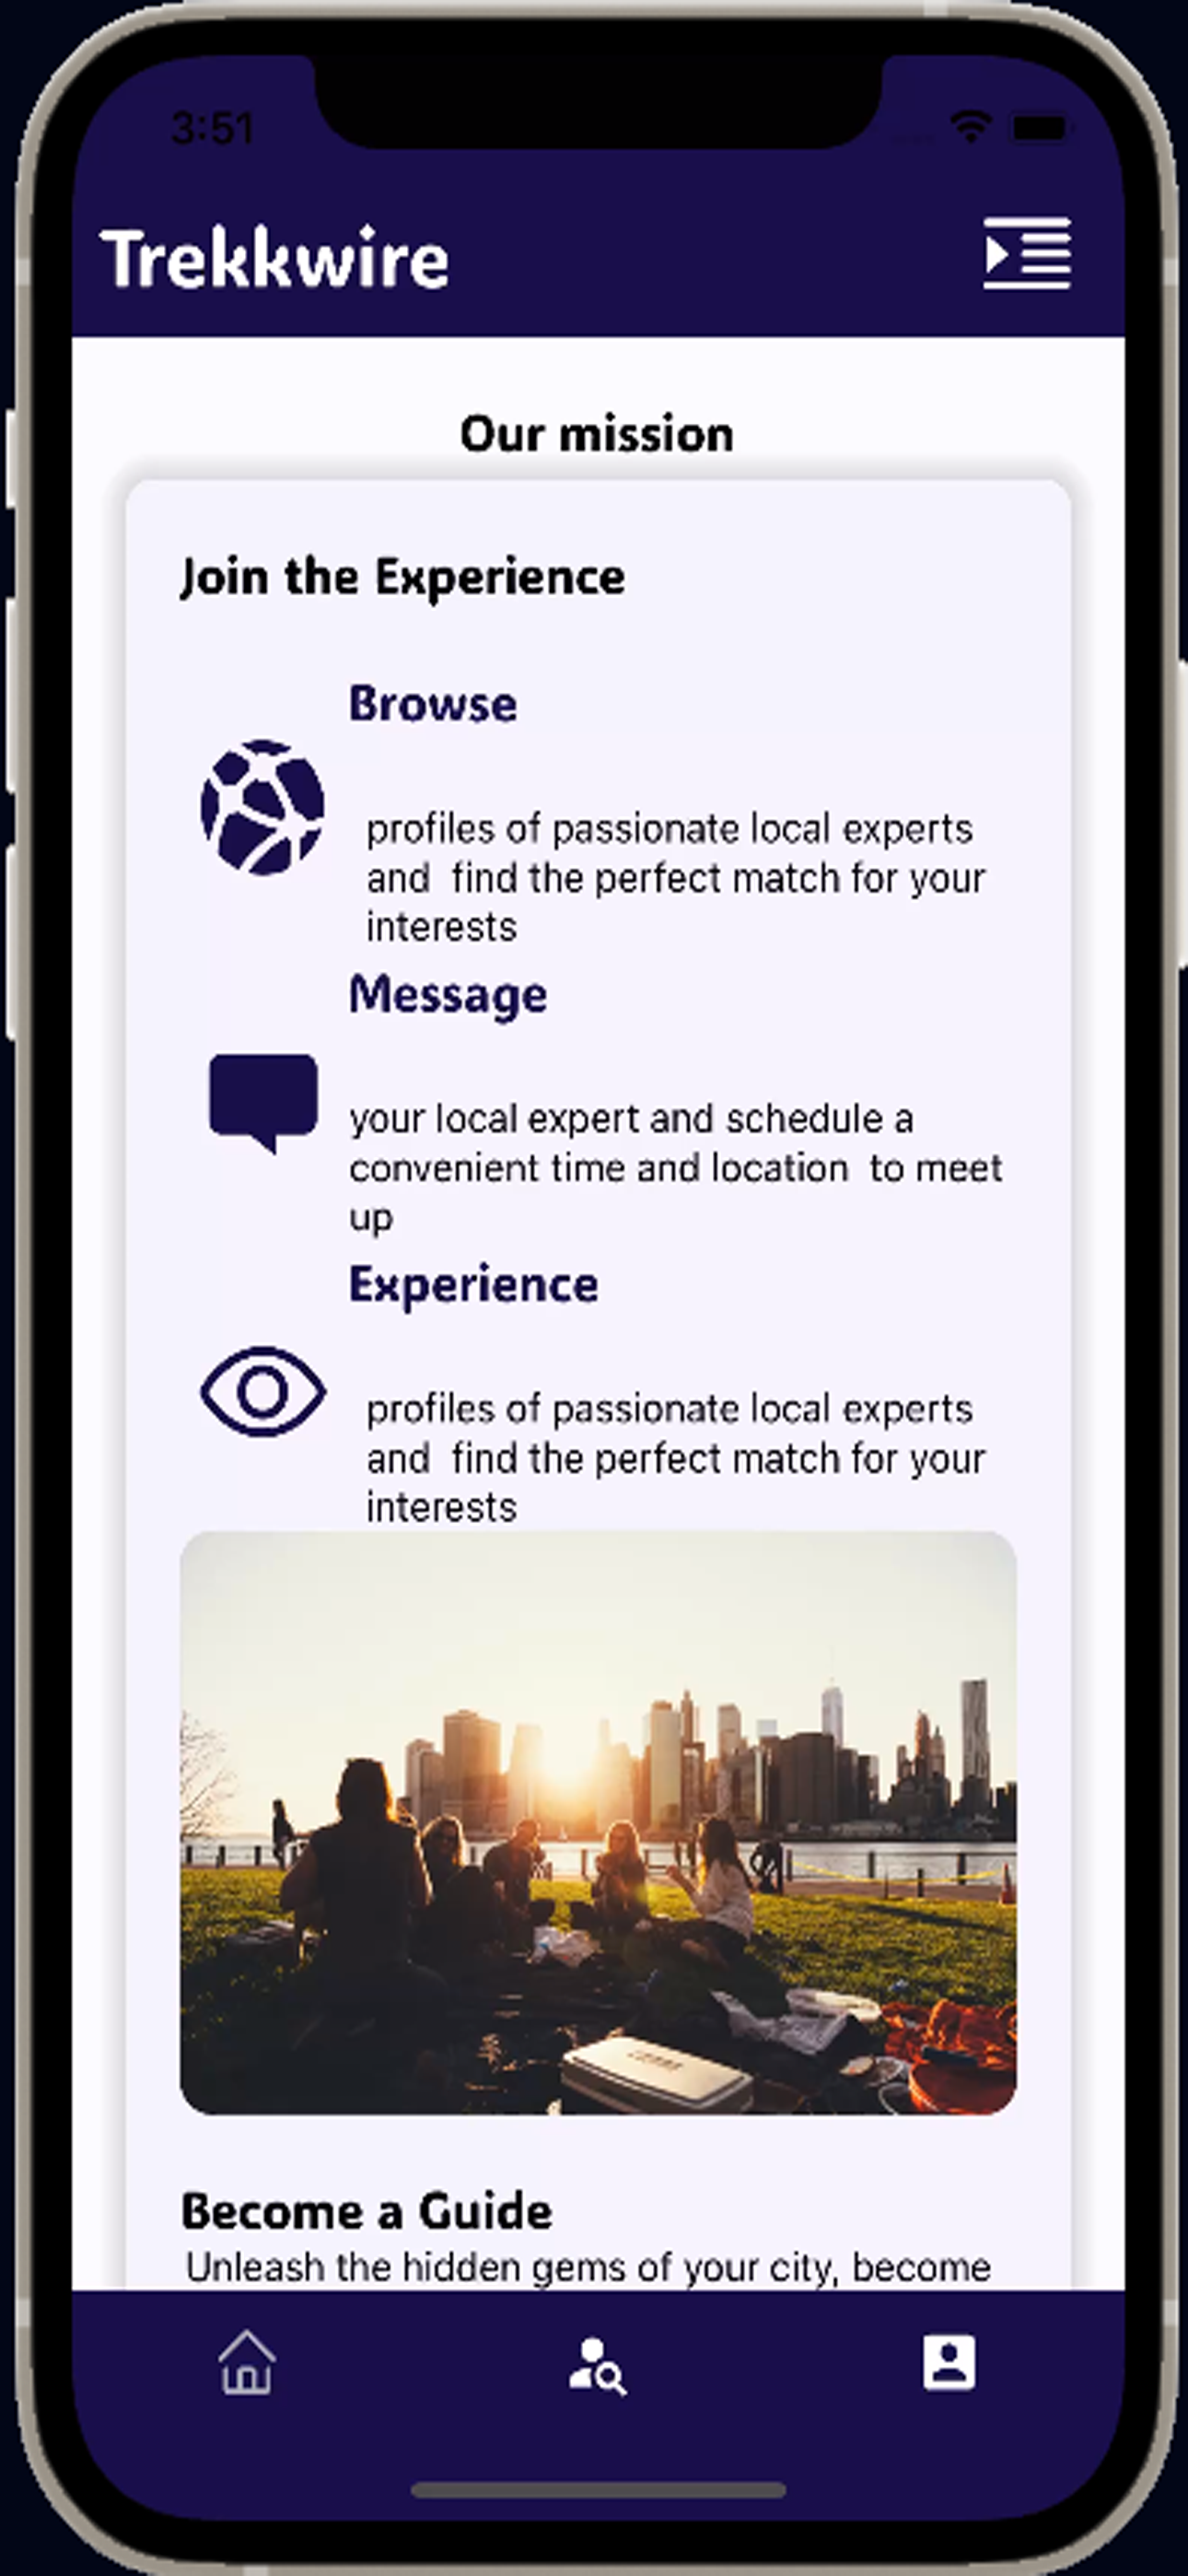 3:51
Trekkwire
Our mission
Join the Experience
Browse
profiles of passionate local experts
and  find the perfect match for your
interests
Message
your local expert and schedule a
convenient time and location  to meet
up
Experience
profiles of passionate local experts
and  find the perfect match for your
interests
Become a Guide
Unleash the hidden gems of your city, become